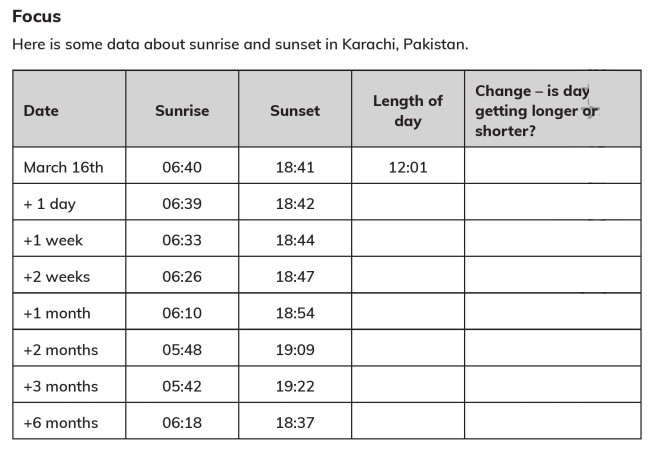 Focus
Here is some data about sunrise and sunset in Karachi, Pakistan.
Date Sunrise Sunset Length of day Change – is day getting longer or shorter?
March 16th 06:40 18:41 12:01
+ 1 day 06:39 18:42
+1 week 06:33 18:44
+2 weeks 06:26 18:47
+1 month 06:10 18:54
+2 months 05:48 19:09
+3 months 05:42 19:22
+6 months 06:18 18:37